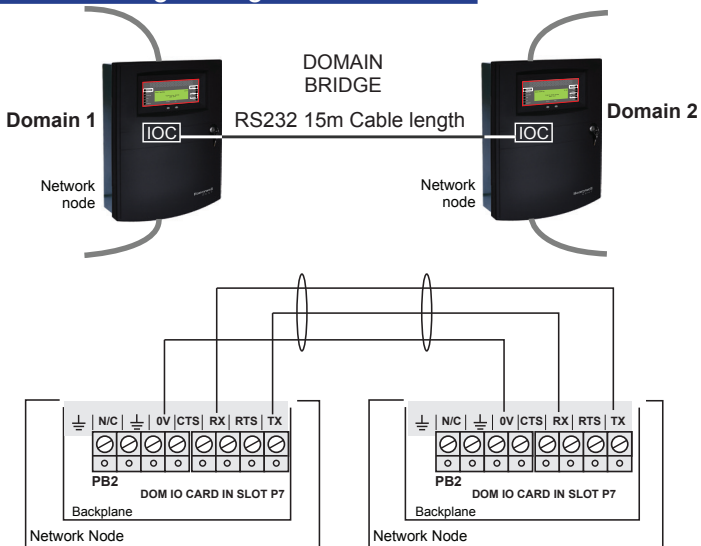 DOMAIN
BRIDGE
Domain 1
Domain 2
IOC
RS232 15m Cable length
IOC
Network
node
Network
node
N/C 0V CTS RX RTS TX
N/C 0V CTS RX RTS TX
PB2
PB2
DOM IO CARD IN SLOT P7
DOM IO CARD IN SLOT P7
Backplane
Backplane
Network Node
Network Node